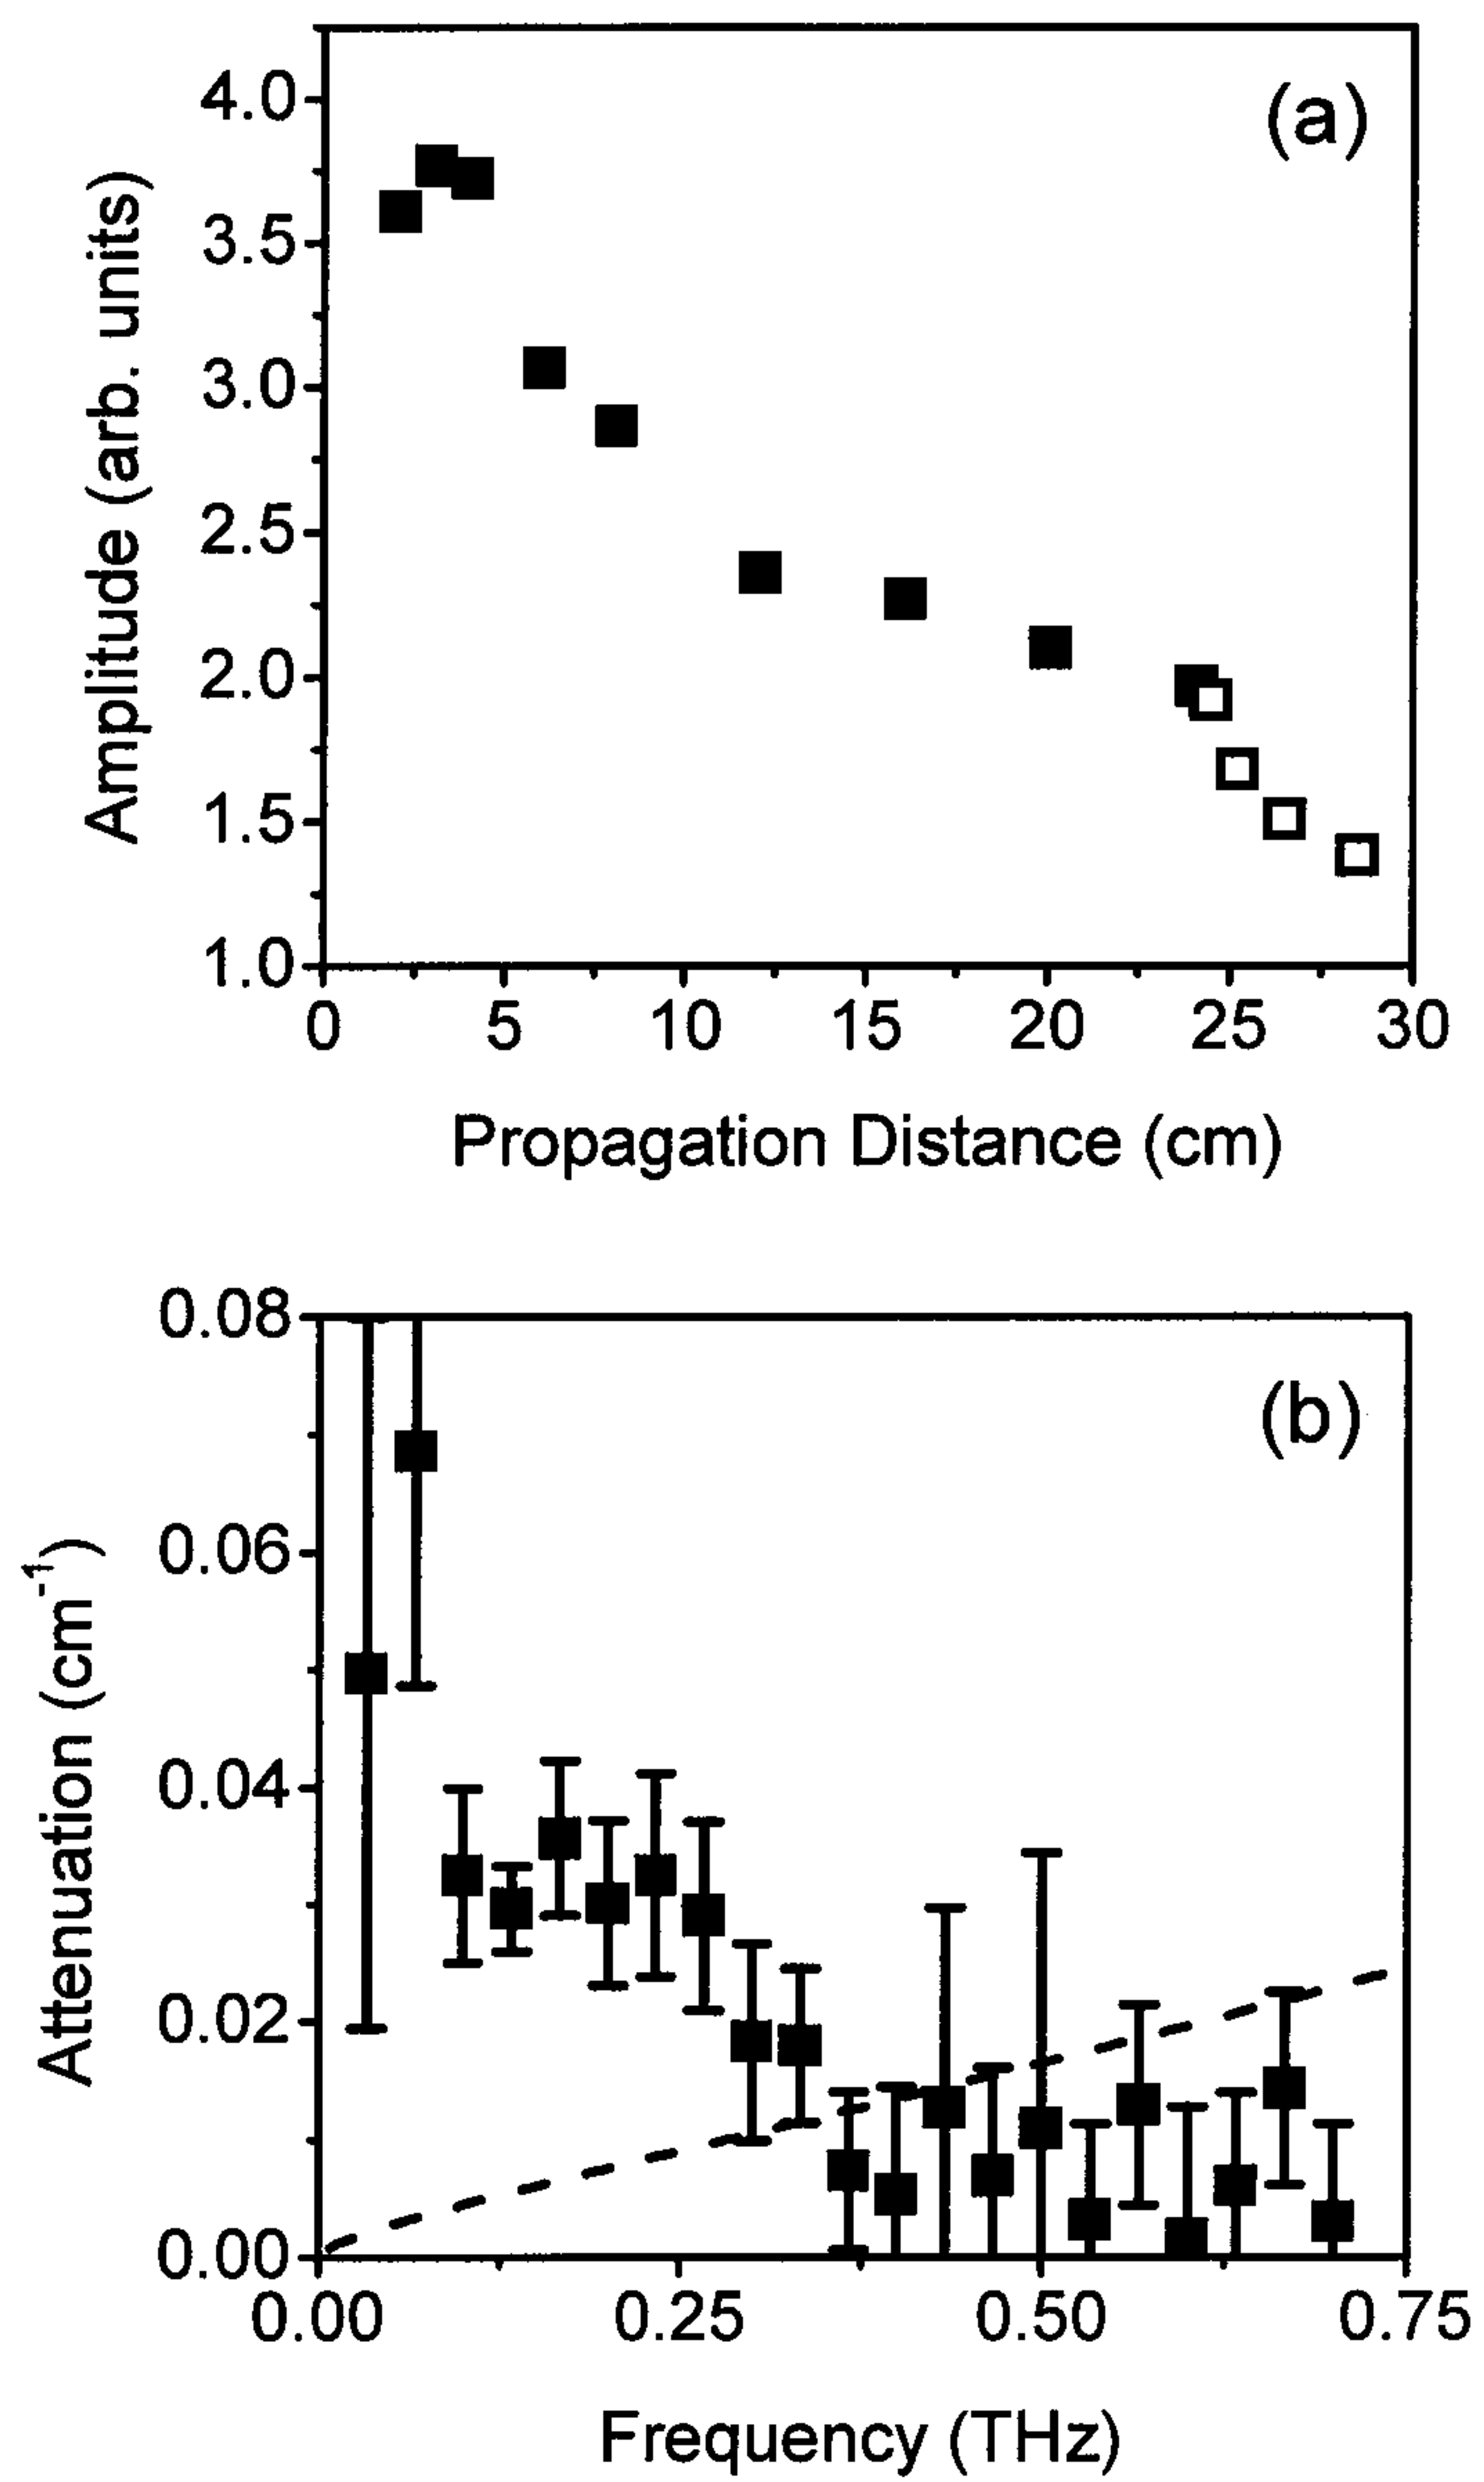 (a)
Amplitude (arb. units)
4.0
3.5
3.0
2.5
2.0
1.5
1.0
0 5 10 15 20 25 30
Propagation Distance (cm)
(b)
Attenuation (cm⁻¹)
0.08
0.06
0.04
0.02
0.00
0.00 0.25 0.50 0.75
Frequency (THz)